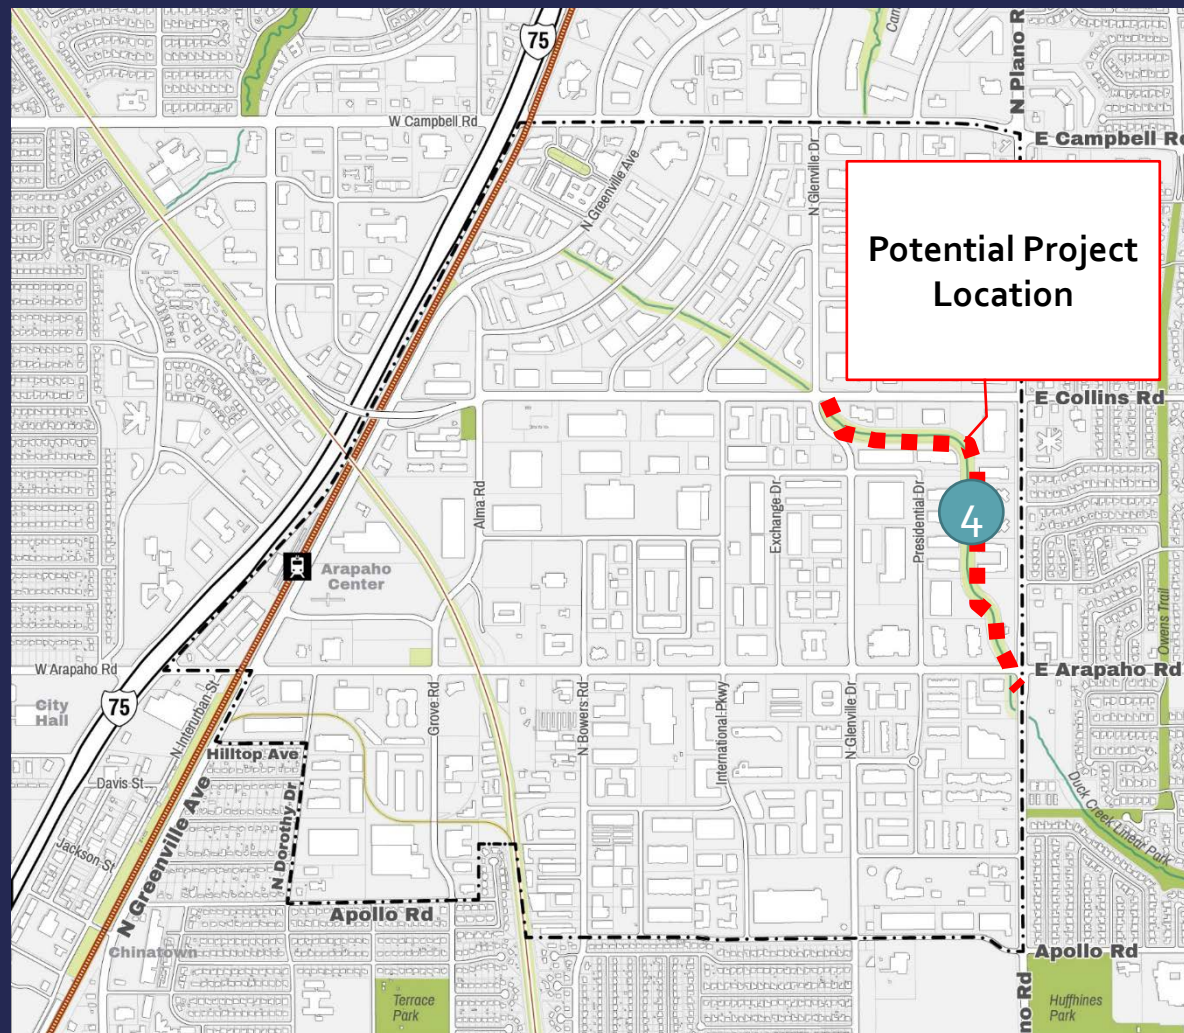 75
N Plano R
Cam
W Campbell Rd
E Campbell Rd
N Glenville Dr
N Greenville Ave
Potential Project
Location
E Collins Rd
Alma Rd
Exchange Dr
Presidential Dr
4
Arapaho
Center
Owens Trail
W Arapaho Rd
E Arapaho Rd
City
Hall
75
N Interurban St
Grove Rd
N Bowers Rd
International Pkwy
N Glenville Dr
Hilltop Ave
Davis St
Duck Creek Linear Park
Jackson St
N Greenville Ave
N Dorothy Dr
Apollo Rd
Chinatown
Apollo Rd
Terrace
Park
no Rd
Huffhines
Park